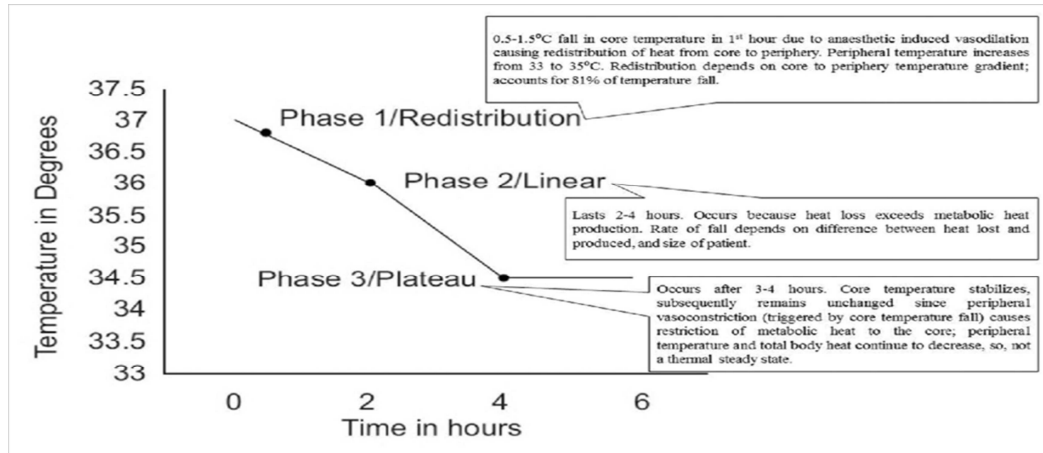 0.5-1.5°C fall in core temperature in 1st hour due to anaesthetic induced vasodilation
causing redistribution of heat from core to periphery. Peripheral temperature increases
from 33 to 35°C. Redistribution depends on core to periphery temperature gradient;
accounts for 81% of temperature fall.
Temperature in Degrees
37.5
37
36.5
36
35.5
35
34.5
34
33.5
33
Phase 1/Redistribution
Phase 2/Linear
Lasts 2-4 hours. Occurs because heat loss exceeds metabolic heat
production. Rate of fall depends on difference between heat lost and
produced, and size of patient.
Phase 3/Plateau
Occurs after 3-4 hours. Core temperature stabilizes,
subsequently remains unchanged since peripheral
vasoconstriction (triggered by core temperature fall) causes
restriction of metabolic heat to the core; peripheral
temperature and total body heat continue to decrease, so, not
a thermal steady state.
0 2 4 6
Time in hours